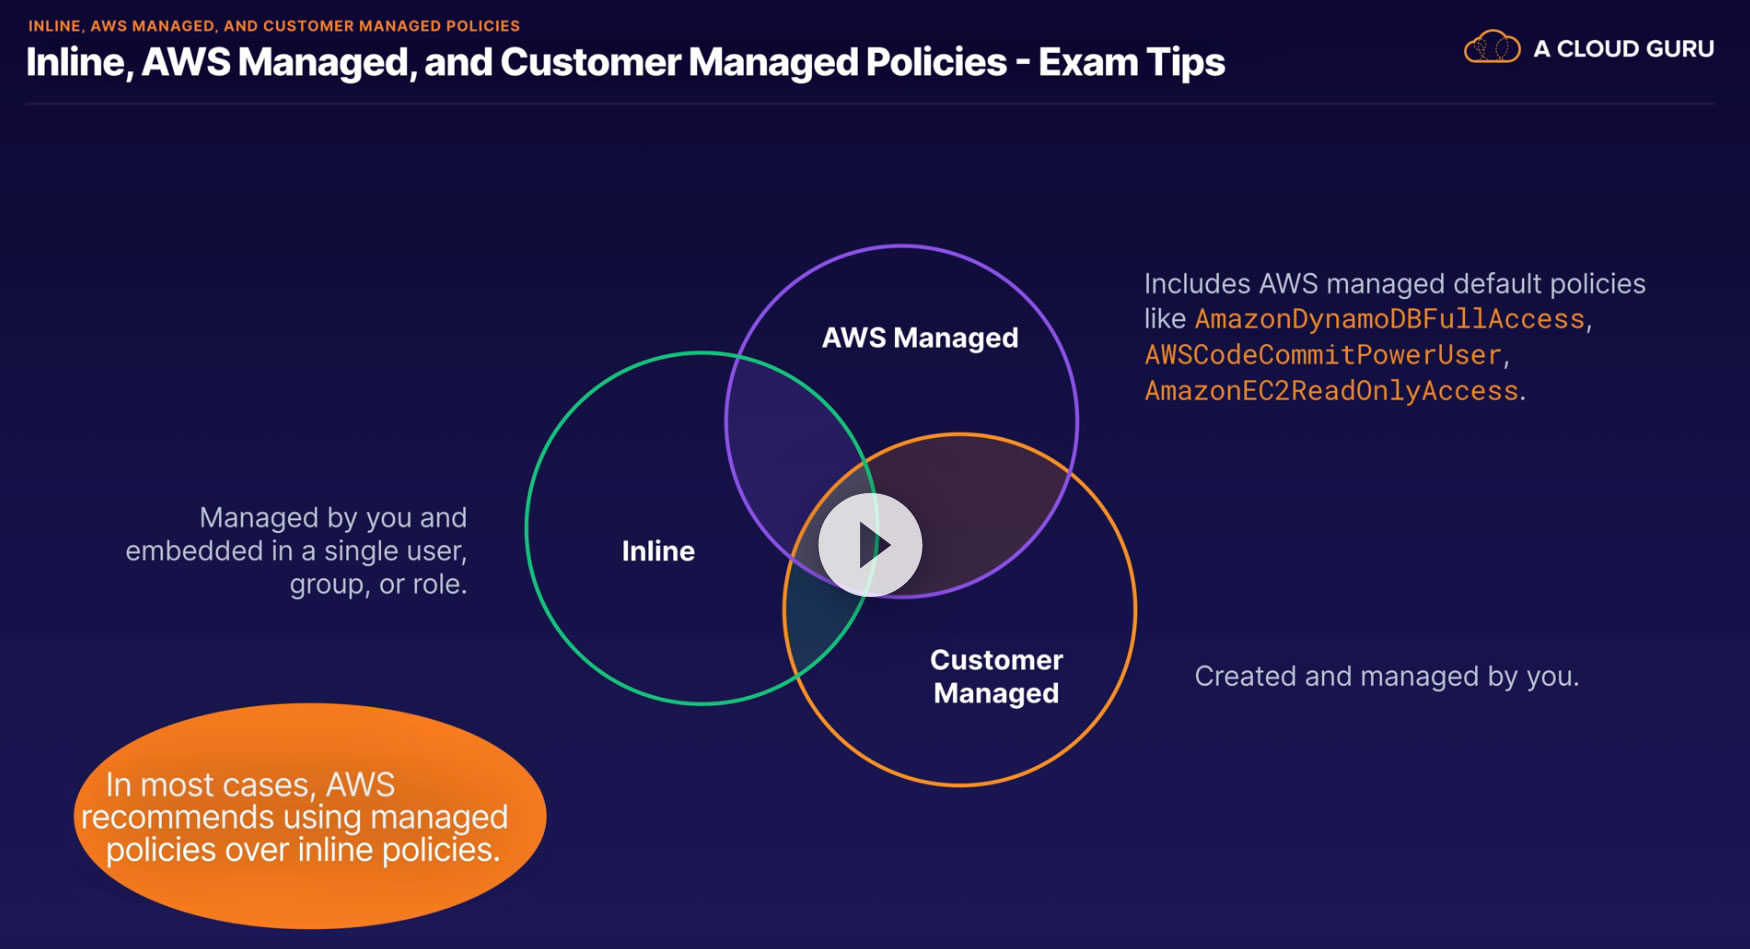 INLINE, AWS MANAGED, AND CUSTOMER MANAGED POLICIES
Inline, AWS Managed, and Customer Managed Policies - Exam Tips
A CLOUD GURU
AWS Managed
Includes AWS managed default policies
like AmazonDynamoDBFullAccess,
AWSCodeCommitPowerUser,
AmazonEC2ReadOnlyAccess.
Managed by you and
embedded in a single user,
group, or role.
Inline
Customer
Managed
Created and managed by you.
In most cases, AWS
recommends using managed
policies over inline policies.